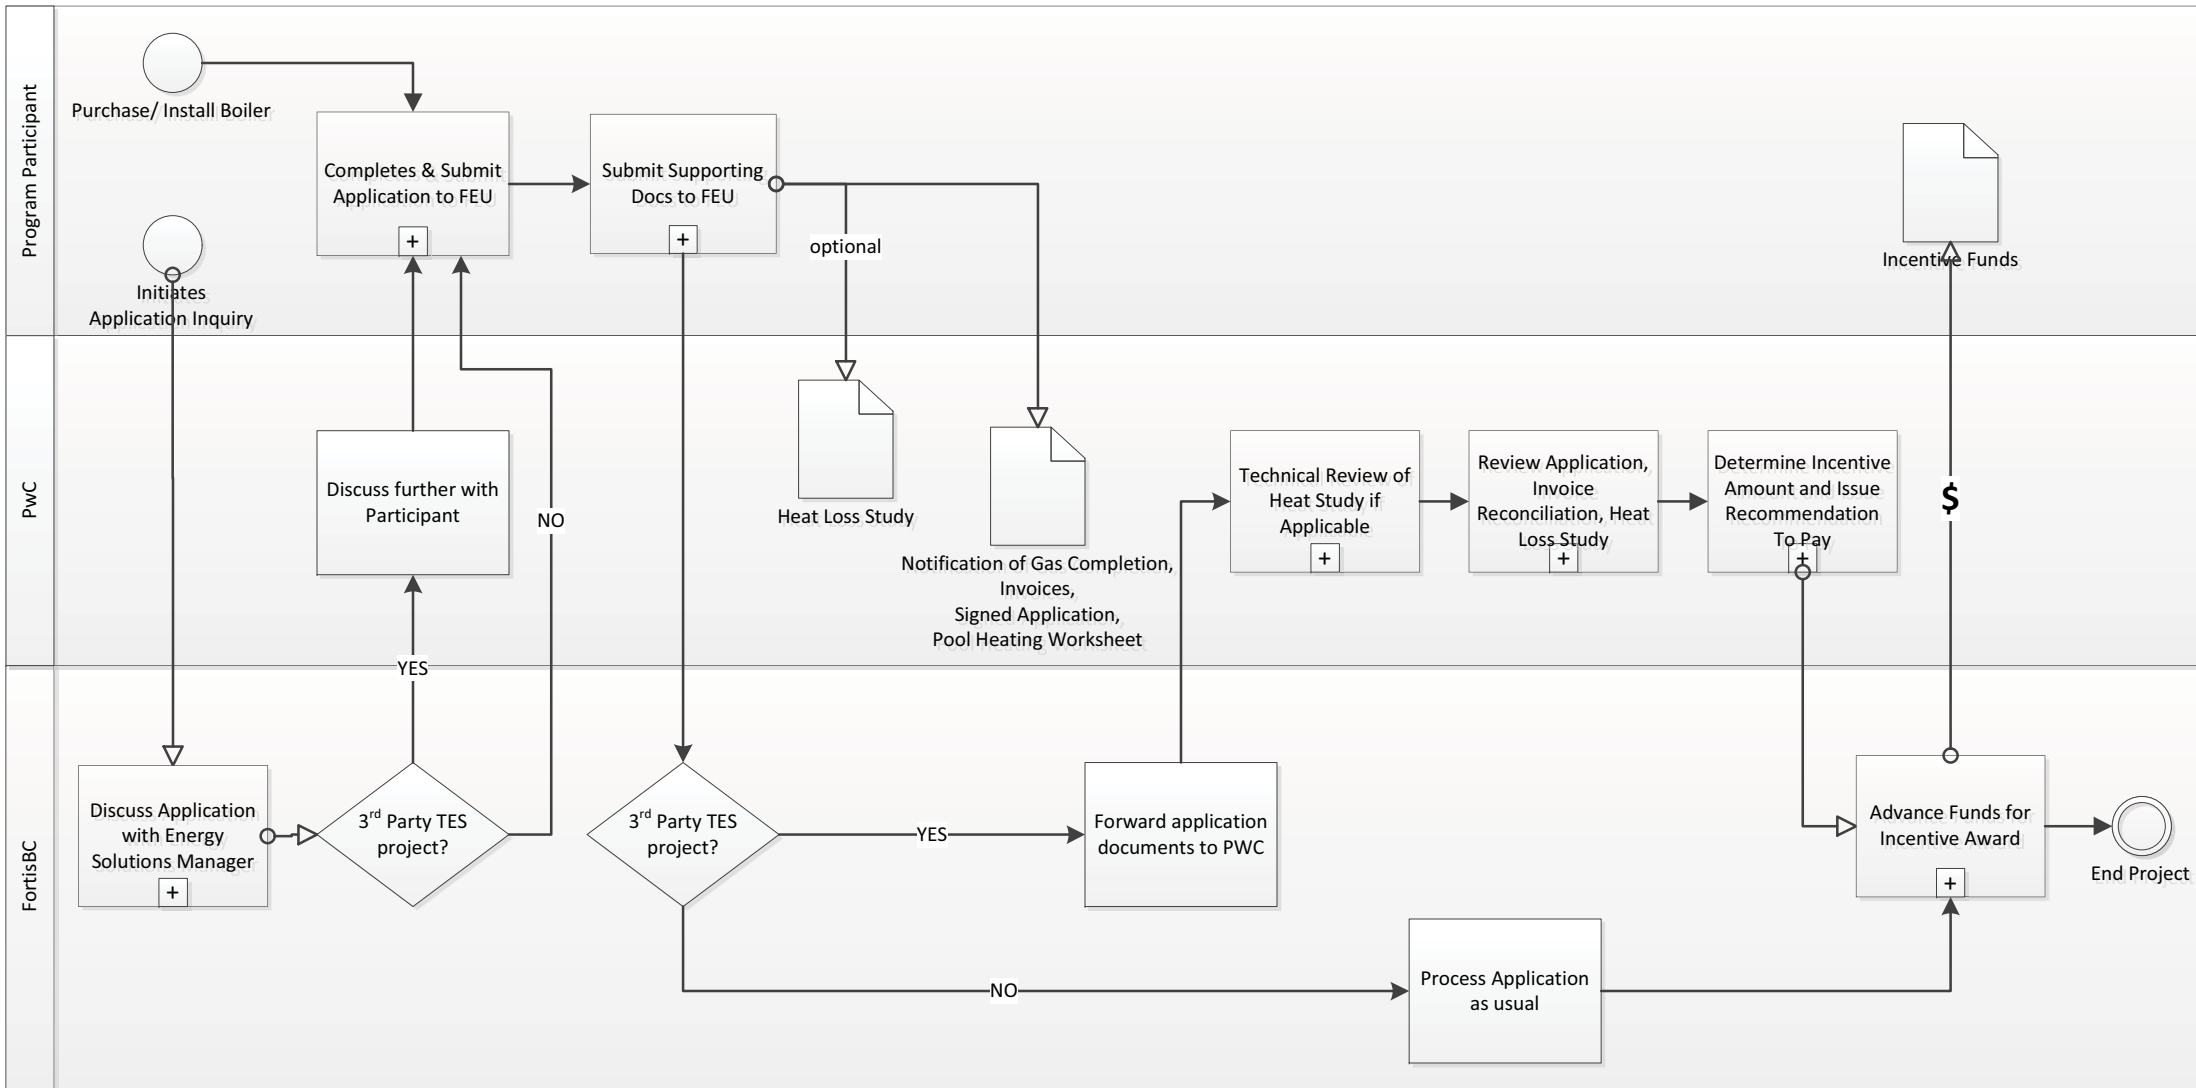 Program Participant
Purchase/ Install Boiler
Completes & Submit
Application to FEU
+
Submit Supporting
Docs to FEU
+
optional
Initiates
Application Inquiry
Incentive Funds
PwC
Discuss further with
Participant
NO
YES
Heat Loss Study
Notification of Gas Completion,
Invoices,
Signed Application,
Pool Heating Worksheet
Technical Review of
Heat Study if
Applicable
+
Review Application,
Invoice
Reconciliation, Heat
Loss Study
+
Determine Incentive
Amount and Issue
Recommendation
To Pay
+
$
FortisBC
Discuss Application
with Energy
Solutions Manager
+
3rd Party TES
project?
3rd Party TES
project?
YES
Forward application
documents to PWC
NO
Process Application
as usual
Advance Funds for
Incentive Award
+
End Project